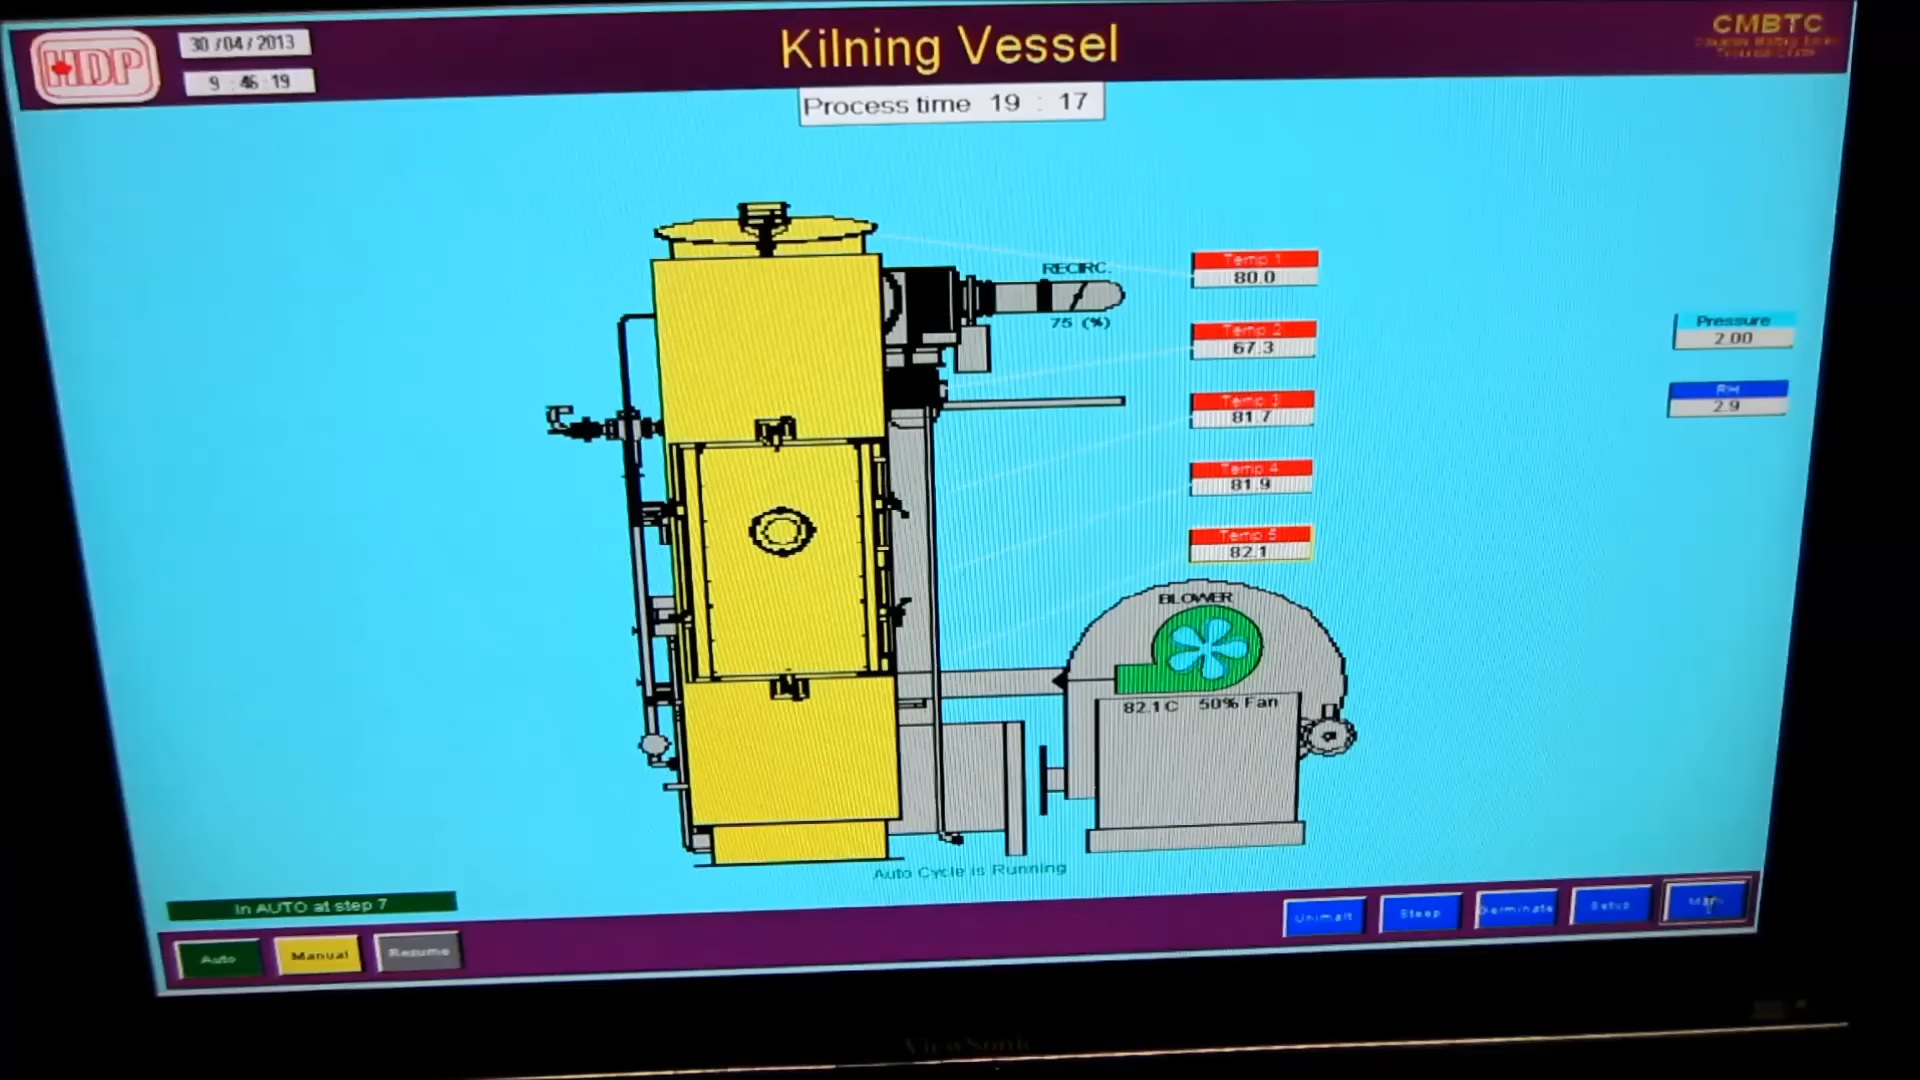 HDP
30/04/2013
9 : 46 : 19
Kilning Vessel
CMBTC
Process time 19 : 17
RECIRC.
75 (%)
Temp 1
80.0
Temp 2
67.3
Temp 3
81.7
Temp 4
81.9
Temp 5
82.1
Pressure
2.00
RH
2.9
BLOWER
82.1C 50% Fan
Auto Cycle is Running
In AUTO at step 7
Auto
Manual
Resume
Unimalt
Steep
Germinate
Setup
Main
ViewSonic